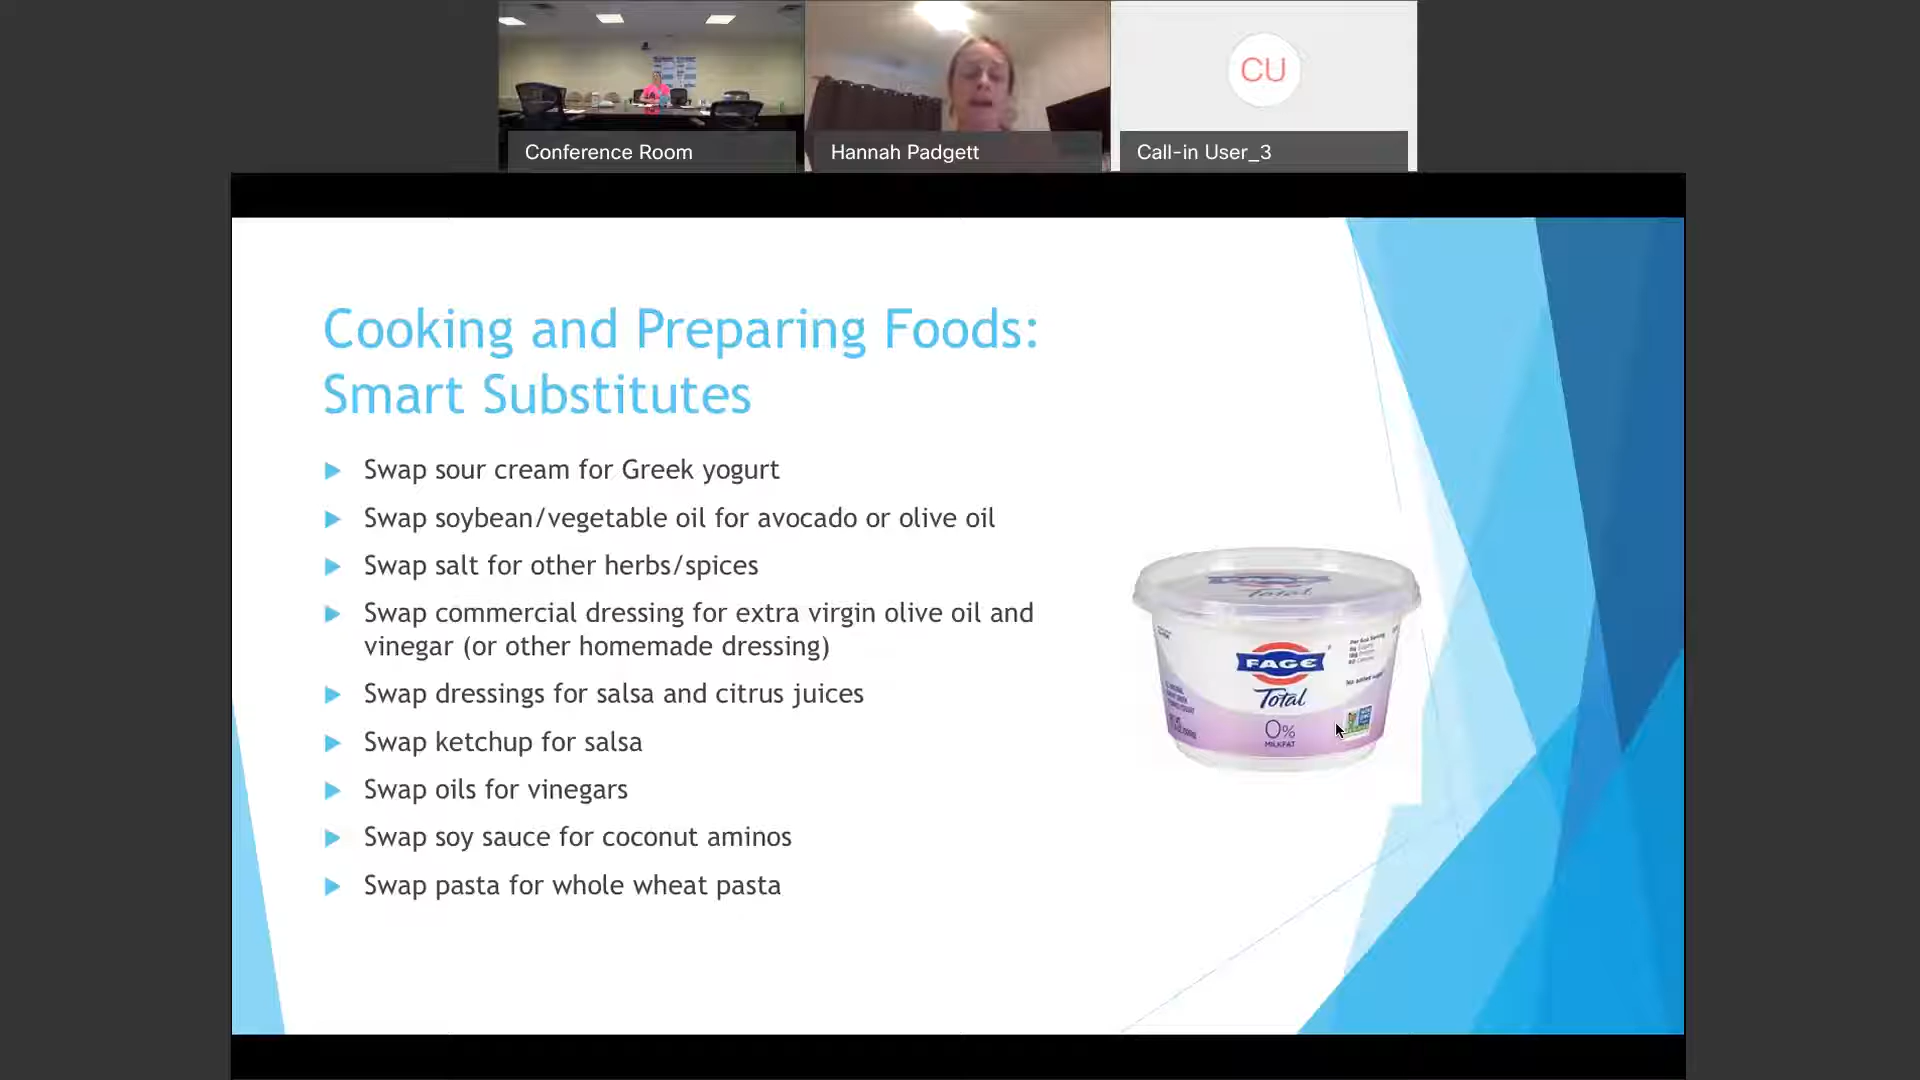 CU
Conference Room
Hannah Padgett
Call-in User_3
Cooking and Preparing Foods:
Smart Substitutes
Swap sour cream for Greek yogurt
Swap soybean/vegetable oil for avocado or olive oil
Swap salt for other herbs/spices
Swap commercial dressing for extra virgin olive oil and
vinegar (or other homemade dressing)
Swap dressings for salsa and citrus juices
Swap ketchup for salsa
Swap oils for vinegars
Swap soy sauce for coconut aminos
Swap pasta for whole wheat pasta
Total
FAGE
Total
No added sugar
0%
MILKFAT